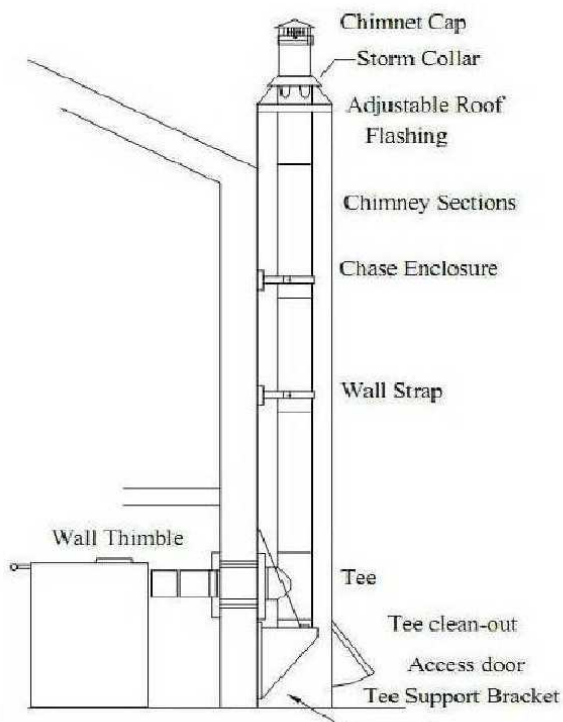 Chimnet Cap
Storm Collar
Adjustable Roof
Flashing
Chimney Sections
Chase Enclosure
Wall Strap
Wall Thimble
Tee
Tee clean-out
Access door
Tee Support Bracket